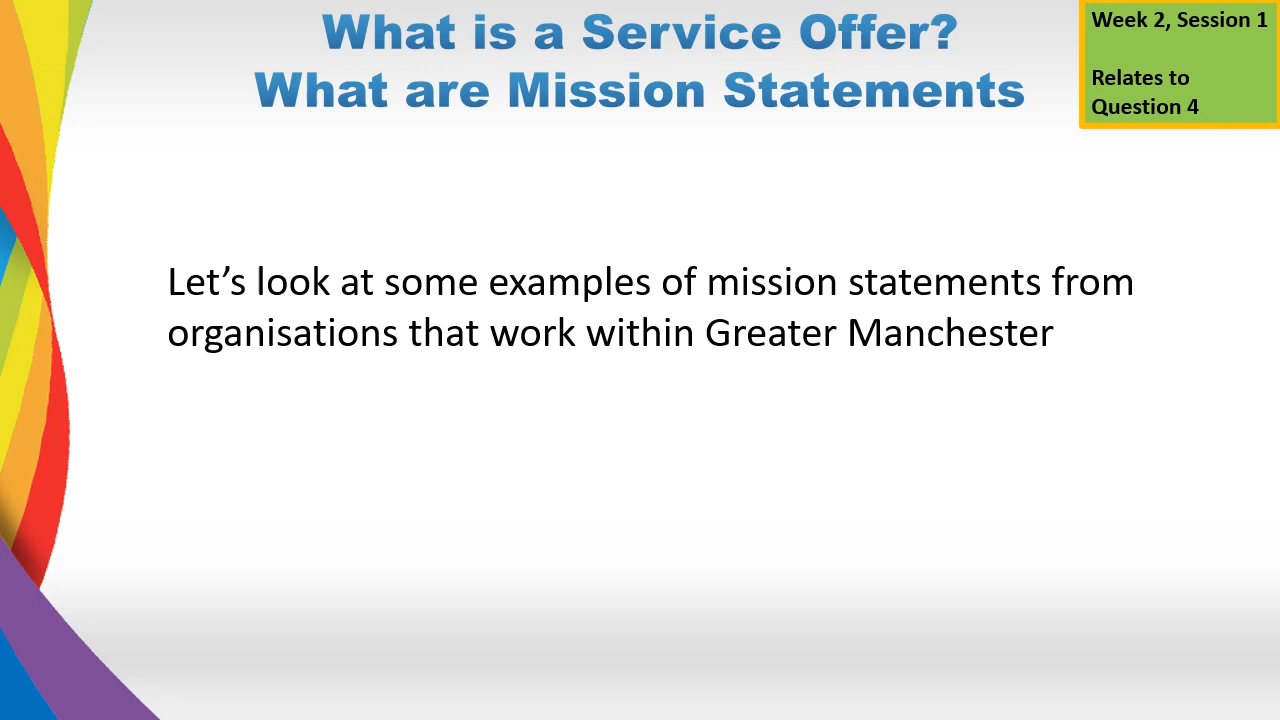 What is a Service Offer?
What are Mission Statements
Week 2, Session 1
Relates to
Question 4
Let’s look at some examples of mission statements from
organisations that work within Greater Manchester